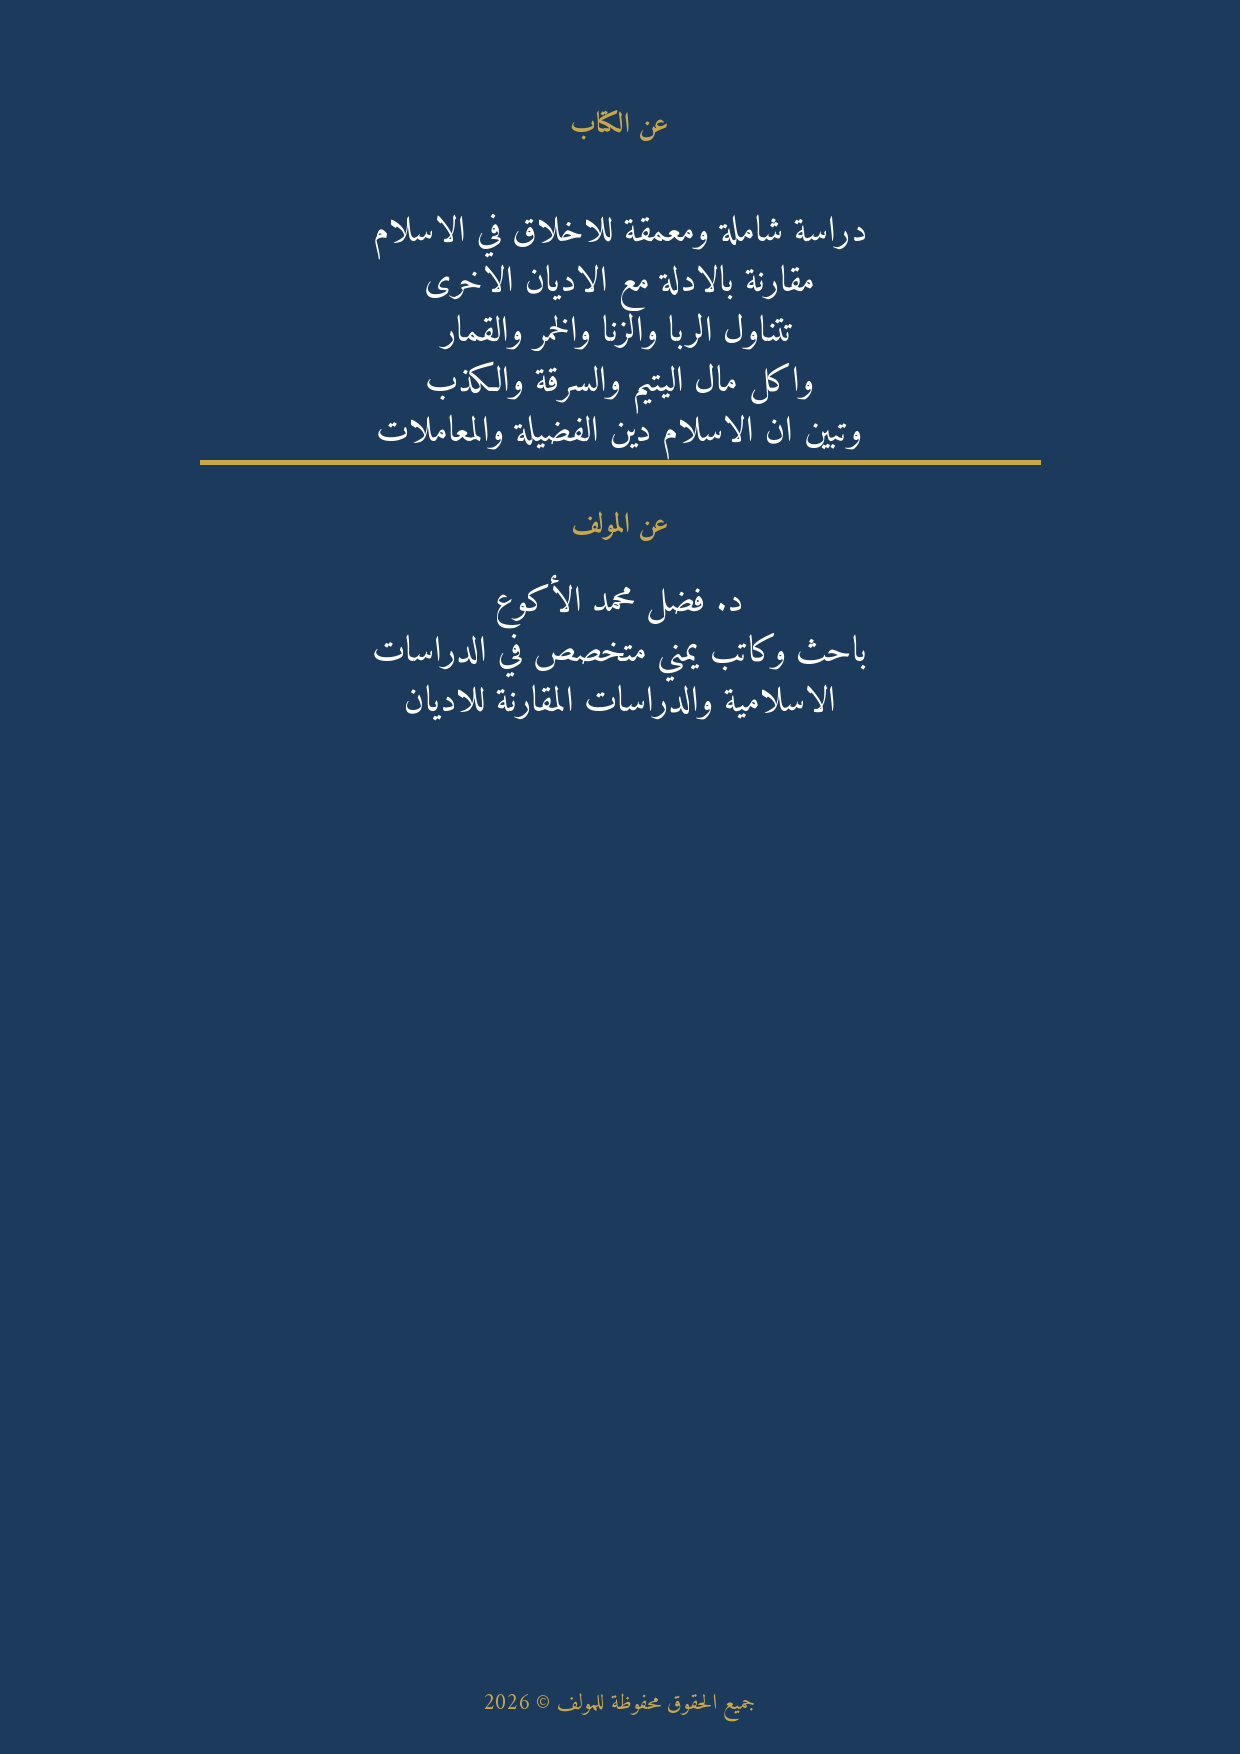 عن الكتاب
دراسة شاملة ومعمقة للاخلاق في الاسلام
مقارنة بالادلة مع الاديان الاخرى
تتناول الربا والزنا والخمر والقمار
واكل مال اليتيم والسرقة والكذب
وتبين ان الاسلام دين الفضيلة والمعاملات
عن المولف
د. فضل محمد الأكوع
باحث وكاتب يمني متخصص في الدراسات
الاسلامية والدراسات المقارنة للاديان
جميع الحقوق محفوظة للمولف © 2026